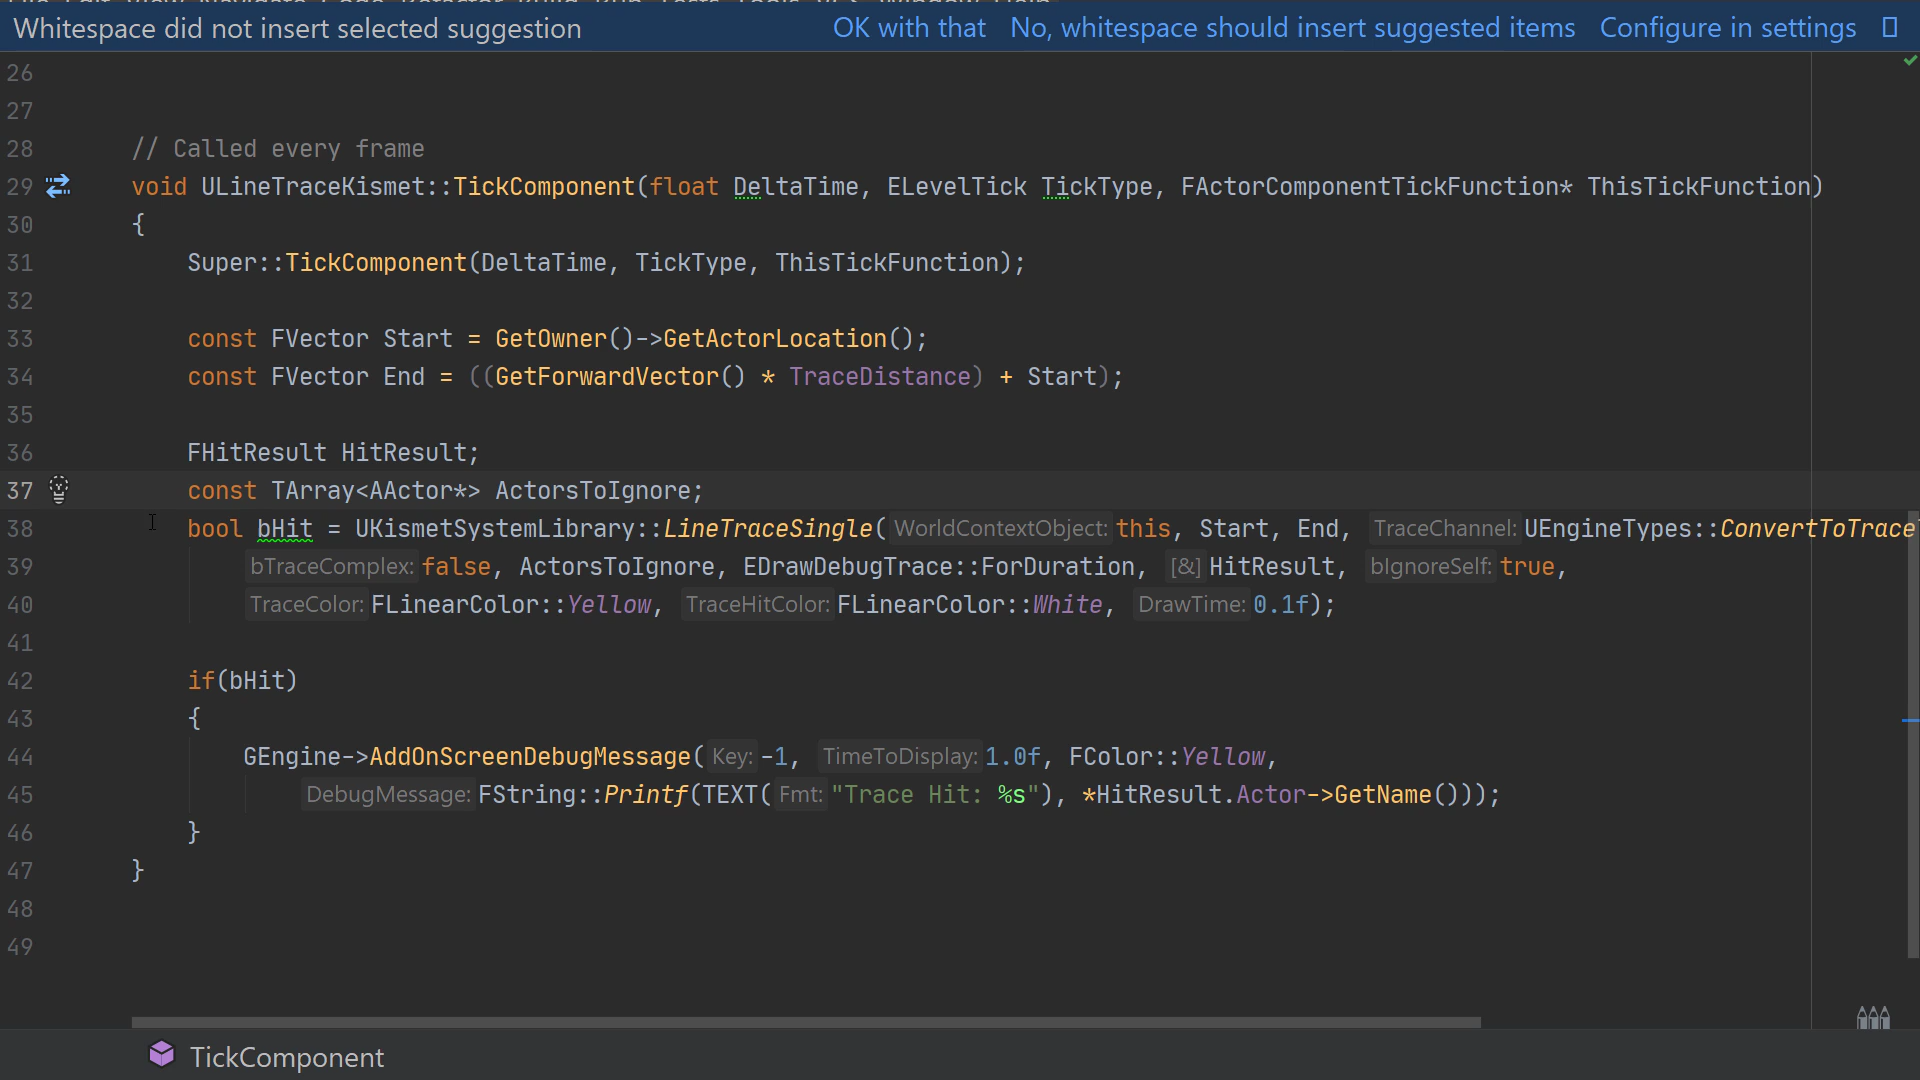 Whitespace did not insert selected suggestion OK with that No, whitespace should insert suggested items Configure in settings
26
27
28 // Called every frame
29 void ULineTraceKismet::TickComponent(float DeltaTime, ELevelTick TickType, FActorComponentTickFunction* ThisTickFunction)
30 {
31 Super::TickComponent(DeltaTime, TickType, ThisTickFunction);
32
33 const FVector Start = GetOwner()->GetActorLocation();
34 const FVector End = ((GetForwardVector() * TraceDistance) + Start);
35
36 FHitResult HitResult;
37 const TArray<AActor*> ActorsToIgnore;
38 bool bHit = UKismetSystemLibrary::LineTraceSingle( WorldContextObject: this, Start, End, TraceChannel: UEngineTypes::ConvertToTrace
39 bTraceComplex: false, ActorsToIgnore, EDrawDebugTrace::ForDuration, [&] HitResult, bIgnoreSelf: true,
40 TraceColor: FLinearColor::Yellow, TraceHitColor: FLinearColor::White, DrawTime: 0.1f);
41
42 if(bHit)
43 {
44 GEngine->AddOnScreenDebugMessage( Key: -1, TimeToDisplay: 1.0f, FColor::Yellow,
45 DebugMessage: FString::Printf(TEXT( Fmt: "Trace Hit: %s"), *HitResult.Actor->GetName()));
46 }
47 }
48
49
TickComponent